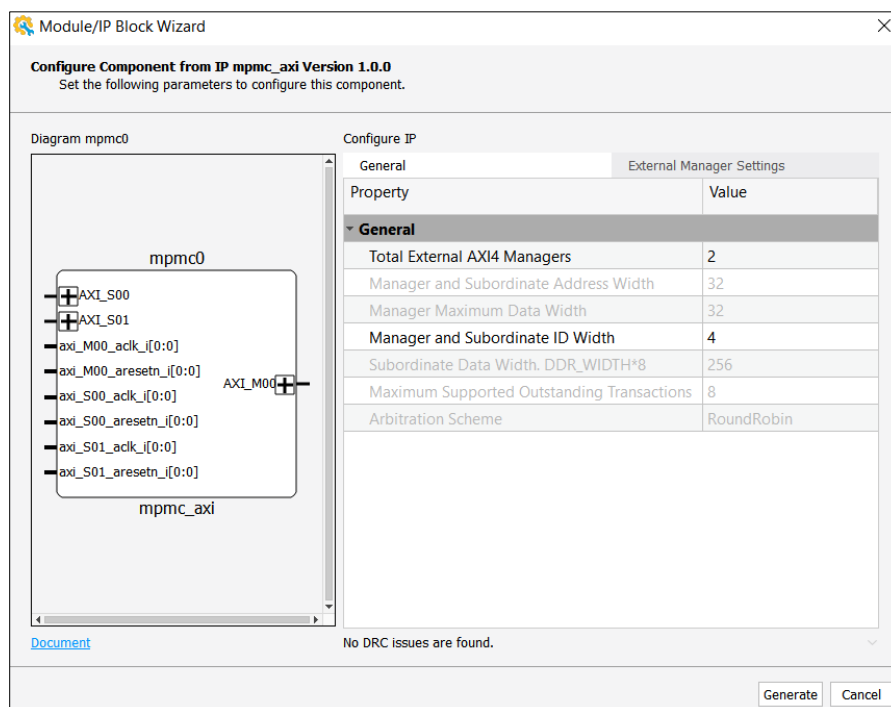 Module/IP Block Wizard
Configure Component from IP mpmc_axi Version 1.0.0
Set the following parameters to configure this component.
Diagram mpmc0
mpmc0
AXI_S00
AXI_S01
axi_M00_aclk_i[0:0]
axi_M00_aresetn_i[0:0]
AXI_M00
axi_S00_aclk_i[0:0]
axi_S00_aresetn_i[0:0]
axi_S01_aclk_i[0:0]
axi_S01_aresetn_i[0:0]
mpmc_axi
Document
Configure IP
General External Manager Settings
Property Value
General
Total External AXI4 Managers 2
Manager and Subordinate Address Width 32
Manager Maximum Data Width 32
Manager and Subordinate ID Width 4
Subordinate Data Width. DDR_WIDTH*8 256
Maximum Supported Outstanding Transactions 8
Arbitration Scheme RoundRobin
No DRC issues are found.
Generate Cancel